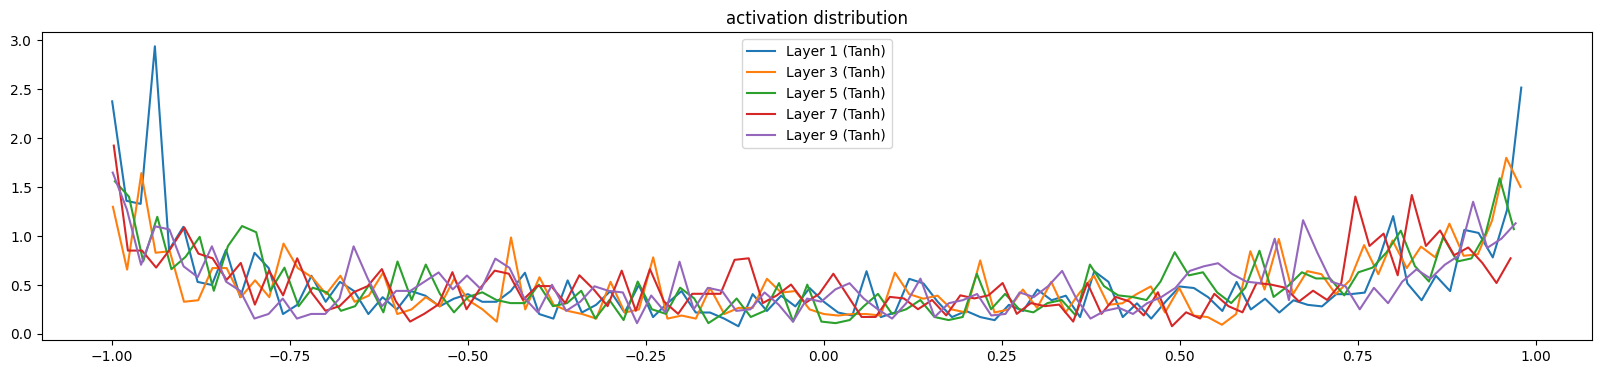 activation distribution
3.0
2.5
2.0
1.5
1.0
0.5
0.0
Layer 1 (Tanh)
Layer 3 (Tanh)
Layer 5 (Tanh)
Layer 7 (Tanh)
Layer 9 (Tanh)
−1.00 −0.75 −0.50 −0.25 0.00 0.25 0.50 0.75 1.00